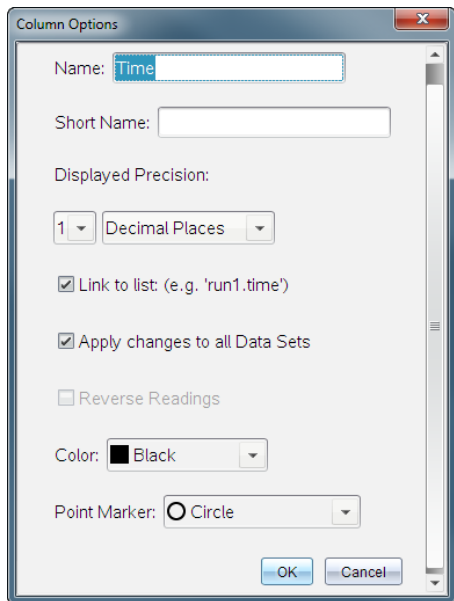 Column Options
Name: Time
Short Name:
Displayed Precision:
1 Decimal Places
Link to list: (e.g. 'run1.time')
Apply changes to all Data Sets
Reverse Readings
Color: Black
Point Marker: Circle
OK Cancel